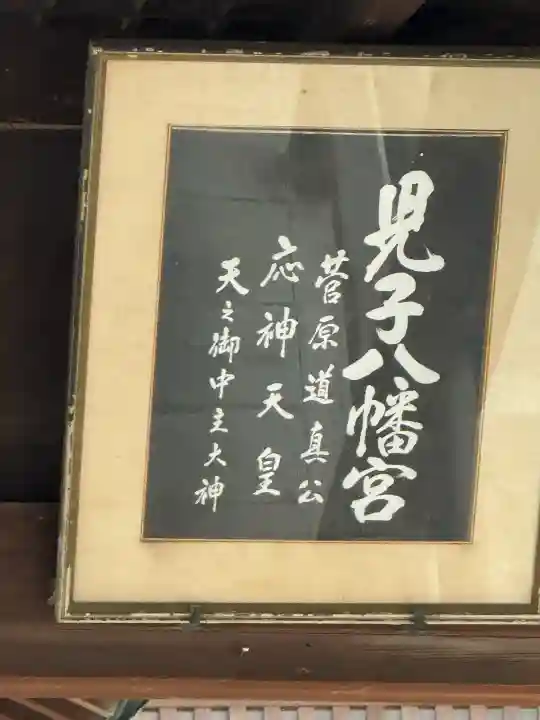 児子八幡宮
菅原道真公
応神天皇
天之御中主大神